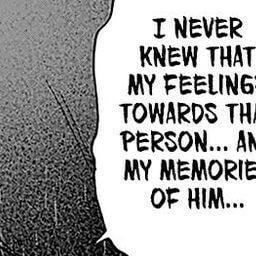 I NEVER
KNEW THAT
MY FEELING
TOWARDS THA
PERSON... AN
MY MEMORIE
OF HIM...